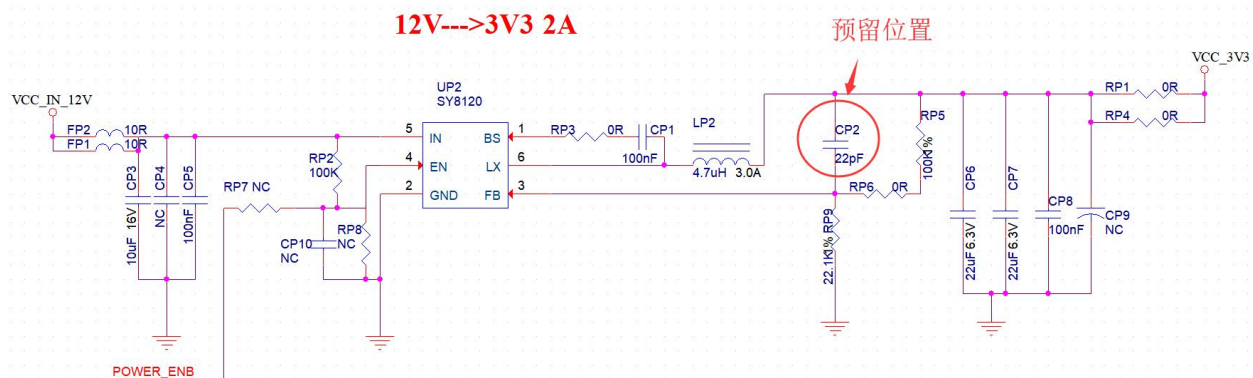 12V--->3V3 2A
预留位置
VCC_IN_12V
FP2 10R
FP1 10R
CP3
10uF 16V
CP4
NC
CP5
100nF
RP7 NC
RP2
100K
CP10
NC
RP8
NC
POWER_ENB
UP2
SY8120
5 IN BS 1
4 EN LX 6
2 GND FB 3
RP3 0R
CP1
100nF
LP2
4.7uH 3.0A
CP2
22pF
RP5
100K1%
RP6 0R
RP9
22.1K1%
CP6
22uF 6.3V
CP7
22uF 6.3V
CP8
100nF
CP9
NC
RP1 0R
RP4 0R
VCC_3V3